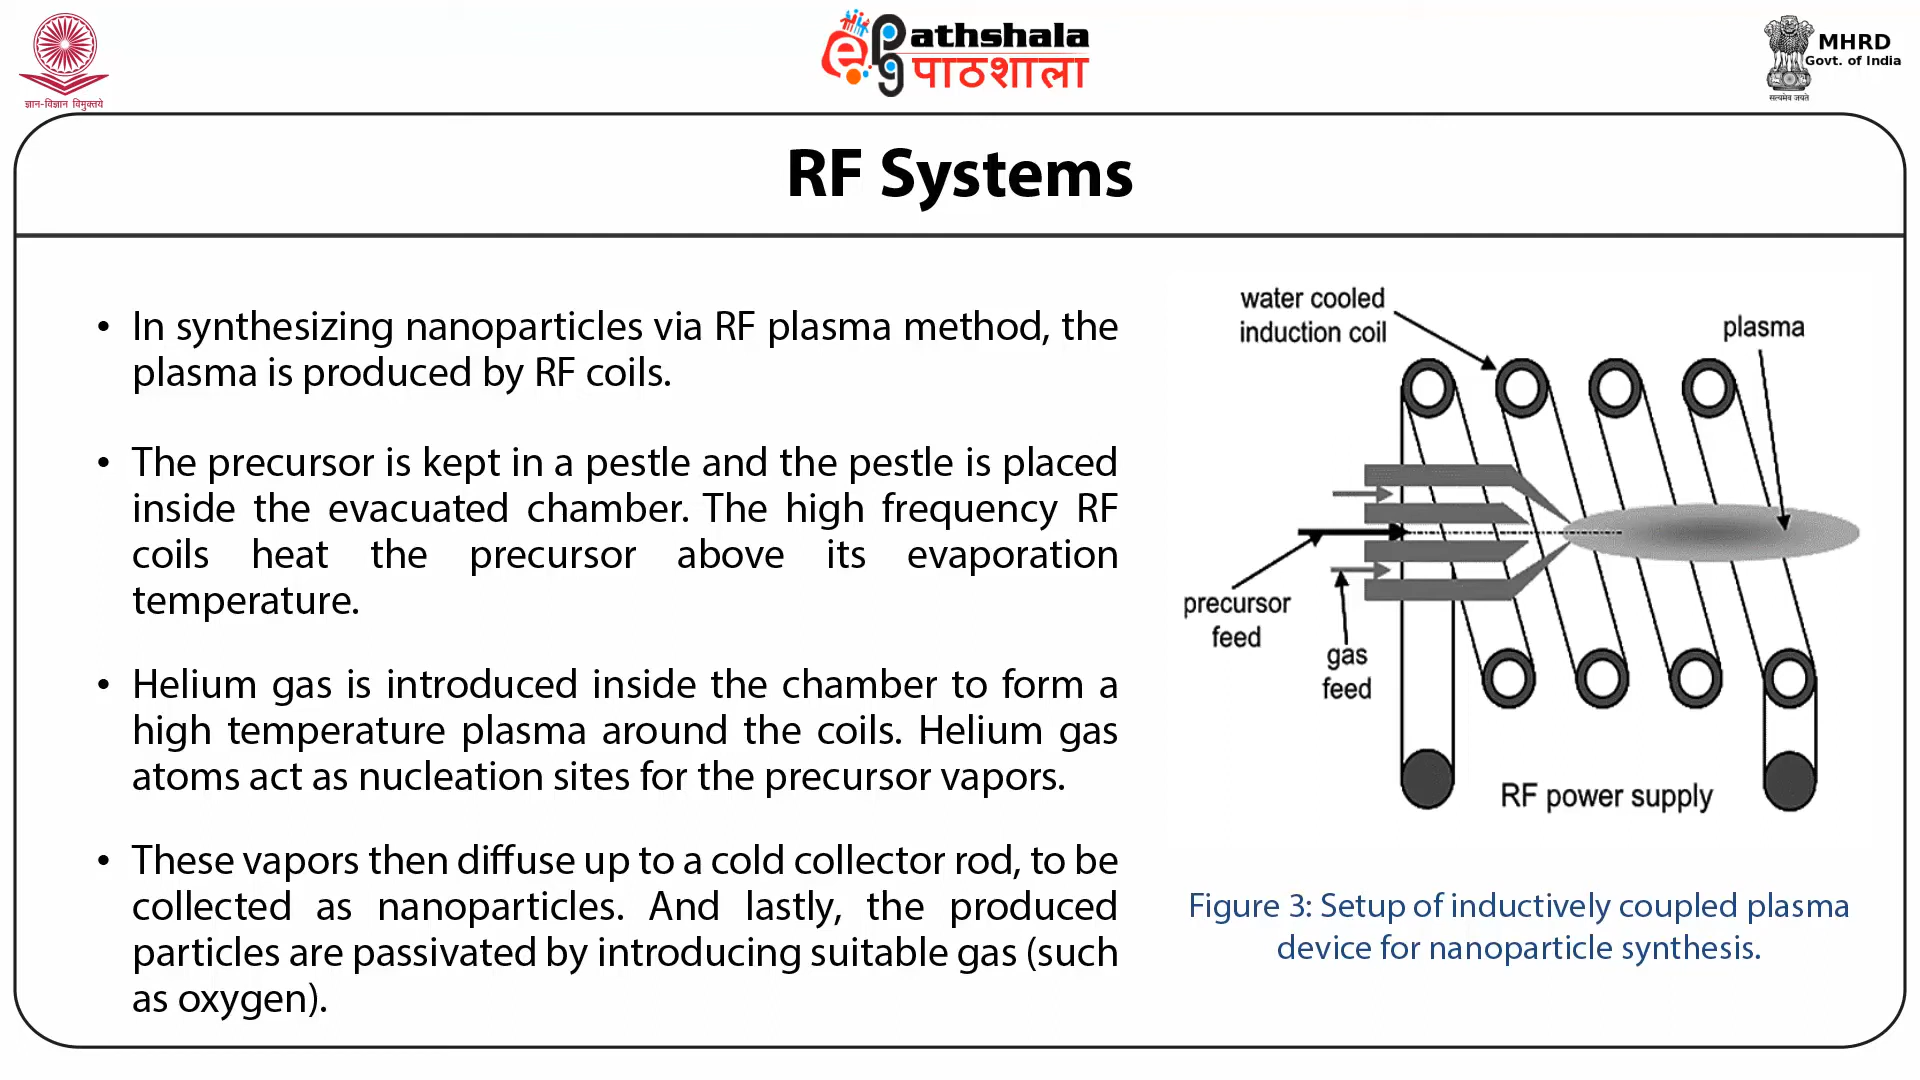 ज्ञान-विज्ञान विमुक्तये
ePathshala
पाठशाला
MHRD
Govt. of India
सत्यमेव जयते
RF Systems
• In synthesizing nanoparticles via RF plasma method, the
plasma is produced by RF coils.
• The precursor is kept in a pestle and the pestle is placed
inside the evacuated chamber. The high frequency RF
coils heat the precursor above its evaporation
temperature.
• Helium gas is introduced inside the chamber to form a
high temperature plasma around the coils. Helium gas
atoms act as nucleation sites for the precursor vapors.
• These vapors then diffuse up to a cold collector rod, to be
collected as nanoparticles. And lastly, the produced
particles are passivated by introducing suitable gas (such
as oxygen).
water cooled
induction coil
plasma
precursor
feed
gas
feed
RF power supply
Figure 3: Setup of inductively coupled plasma
device for nanoparticle synthesis.